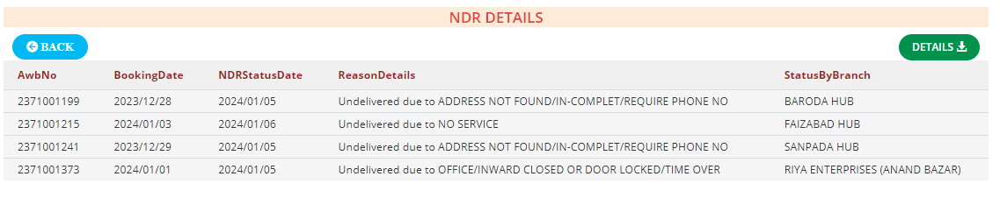 NDR DETAILS
BACK
DETAILS
AwbNo BookingDate NDRStatusDate ReasonDetails StatusByBranch
2371001199 2023/12/28 2024/01/05 Undelivered due to ADDRESS NOT FOUND/IN-COMPLET/REQUIRE PHONE NO BARODA HUB
2371001215 2024/01/03 2024/01/06 Undelivered due to NO SERVICE FAIZABAD HUB
2371001241 2023/12/29 2024/01/05 Undelivered due to ADDRESS NOT FOUND/IN-COMPLET/REQUIRE PHONE NO SANPADA HUB
2371001373 2024/01/01 2024/01/05 Undelivered due to OFFICE/INWARD CLOSED OR DOOR LOCKED/TIME OVER RIYA ENTERPRISES (ANAND BAZAR)